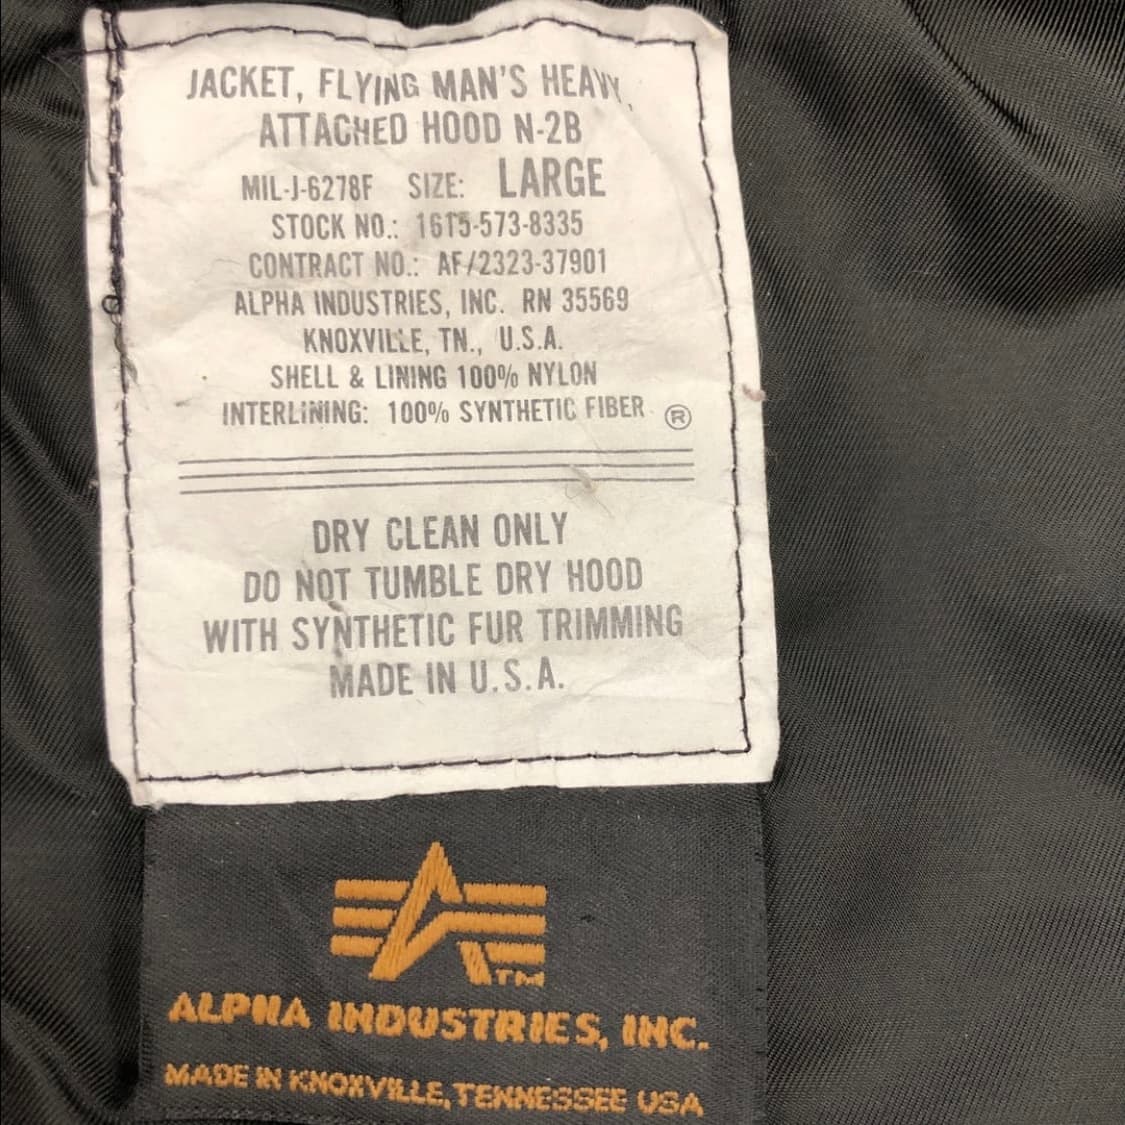 JACKET, FLYING MAN'S HEAVY,
ATTACHED HOOD N-2B
MIL-J-6278F SIZE: LARGE
STOCK NO.: 1615-573-8335
CONTRACT NO.: AF/2323-37901
ALPHA INDUSTRIES, INC. RN 35569
KNOXVILLE, TN., U.S.A.
SHELL & LINING 100% NYLON
INTERLINING: 100% SYNTHETIC FIBER ®
DRY CLEAN ONLY
DO NOT TUMBLE DRY HOOD
WITH SYNTHETIC FUR TRIMMING
MADE IN U.S.A.
TM
ALPHA INDUSTRIES, INC.
MADE IN KNOXVILLE, TENNESSEE USA